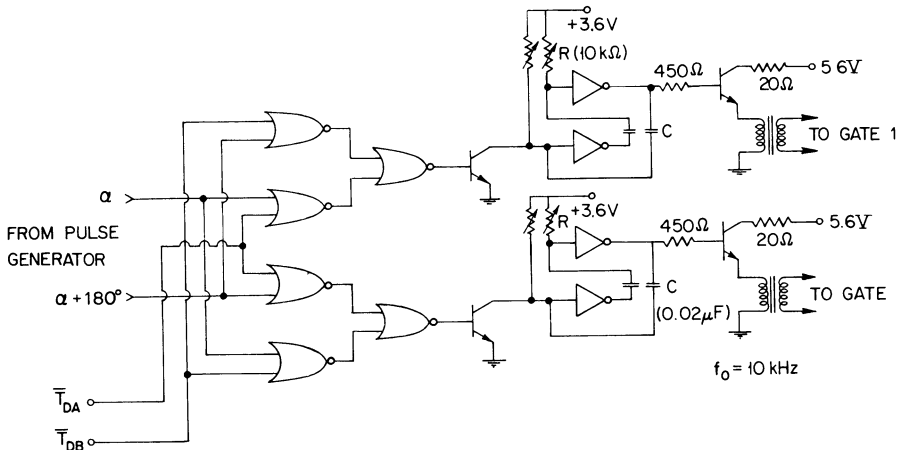 +3.6V
R(10kΩ)
450Ω
5.6V
20Ω
C
TO GATE 1
α
FROM PULSE
GENERATOR
α+180°
R
+3.6V
450Ω
5.6V
20Ω
C
(0.02μF)
TO GATE
f₀ = 10 kHz
T̅DA
T̅DB